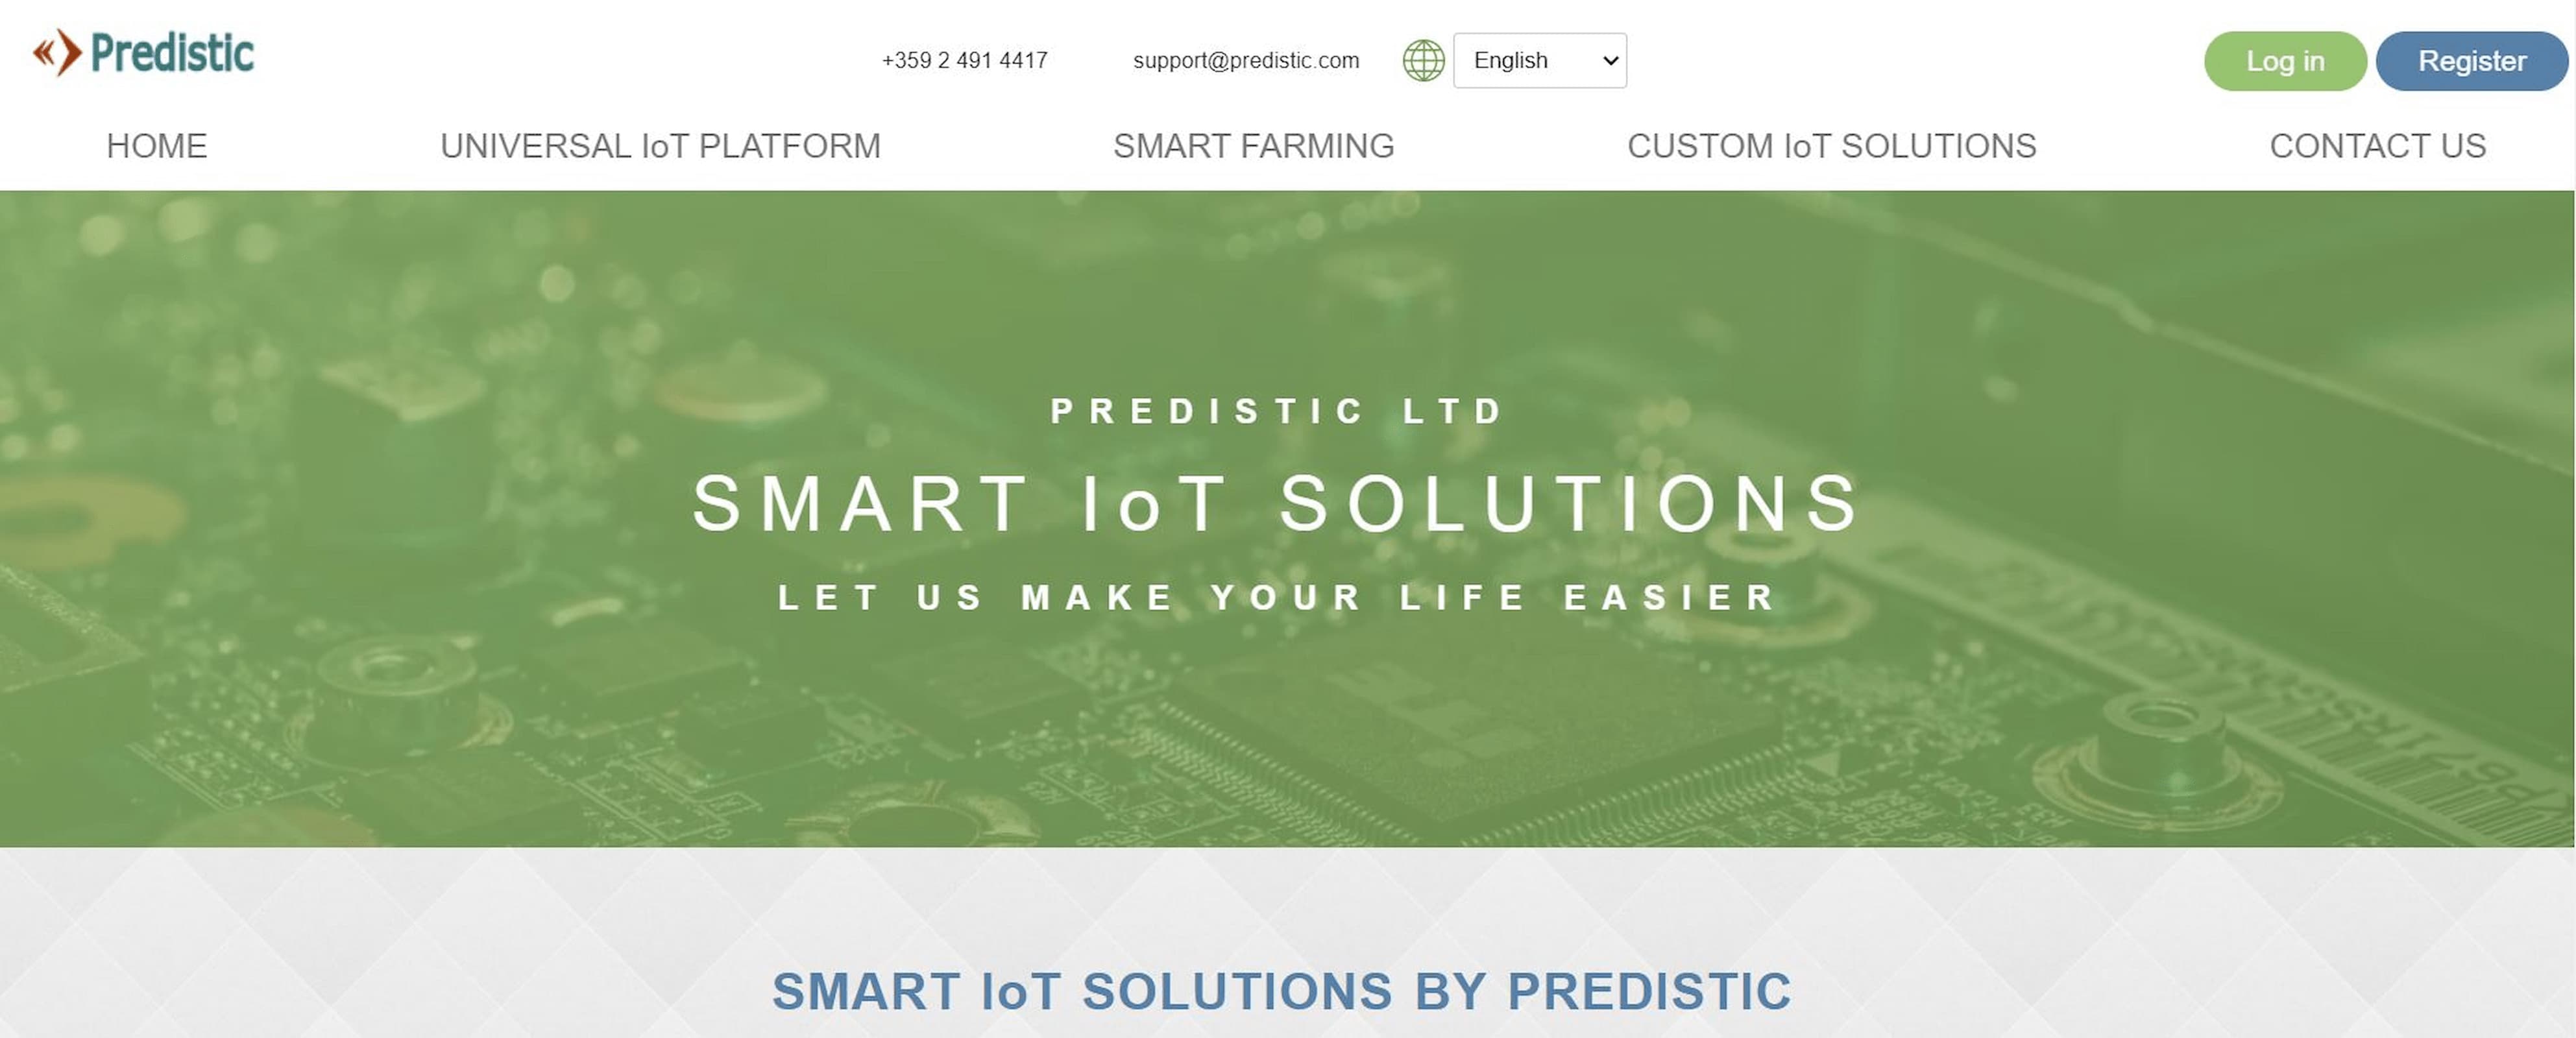 Predistic
+359 2 491 4417
support@predistic.com
English
Log in
Register
HOME
UNIVERSAL IoT PLATFORM
SMART FARMING
CUSTOM IoT SOLUTIONS
CONTACT US
PREDISTIC LTD
SMART IoT SOLUTIONS
LET US MAKE YOUR LIFE EASIER
SMART IoT SOLUTIONS BY PREDISTIC